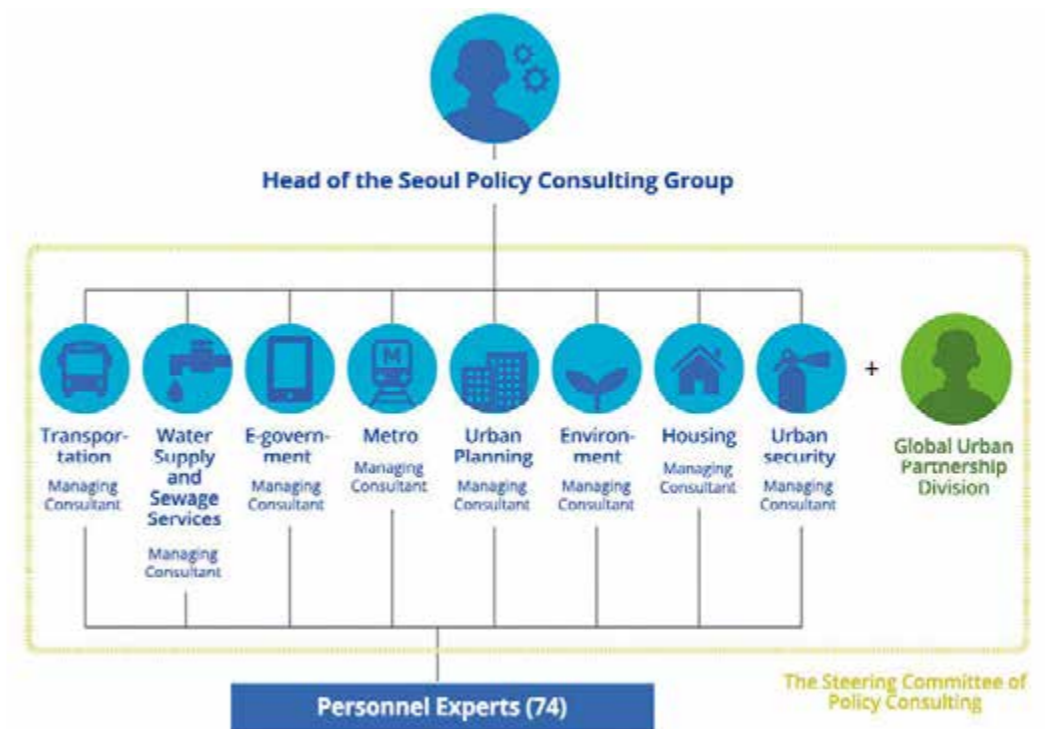 Head of the Seoul Policy Consulting Group
M
Transpor-
tation
Managing
Consultant
Water
Supply
and
Sewage
Services
Managing
Consultant
E-govern-
ment
Managing
Consultant
Metro
Managing
Consultant
Urban
Planning
Managing
Consultant
Environ-
ment
Managing
Consultant
Housing
Managing
Consultant
Urban
security
Managing
Consultant
+
Global Urban
Partnership
Division
The Steering Committee of
Policy Consulting
Personnel Experts (74)